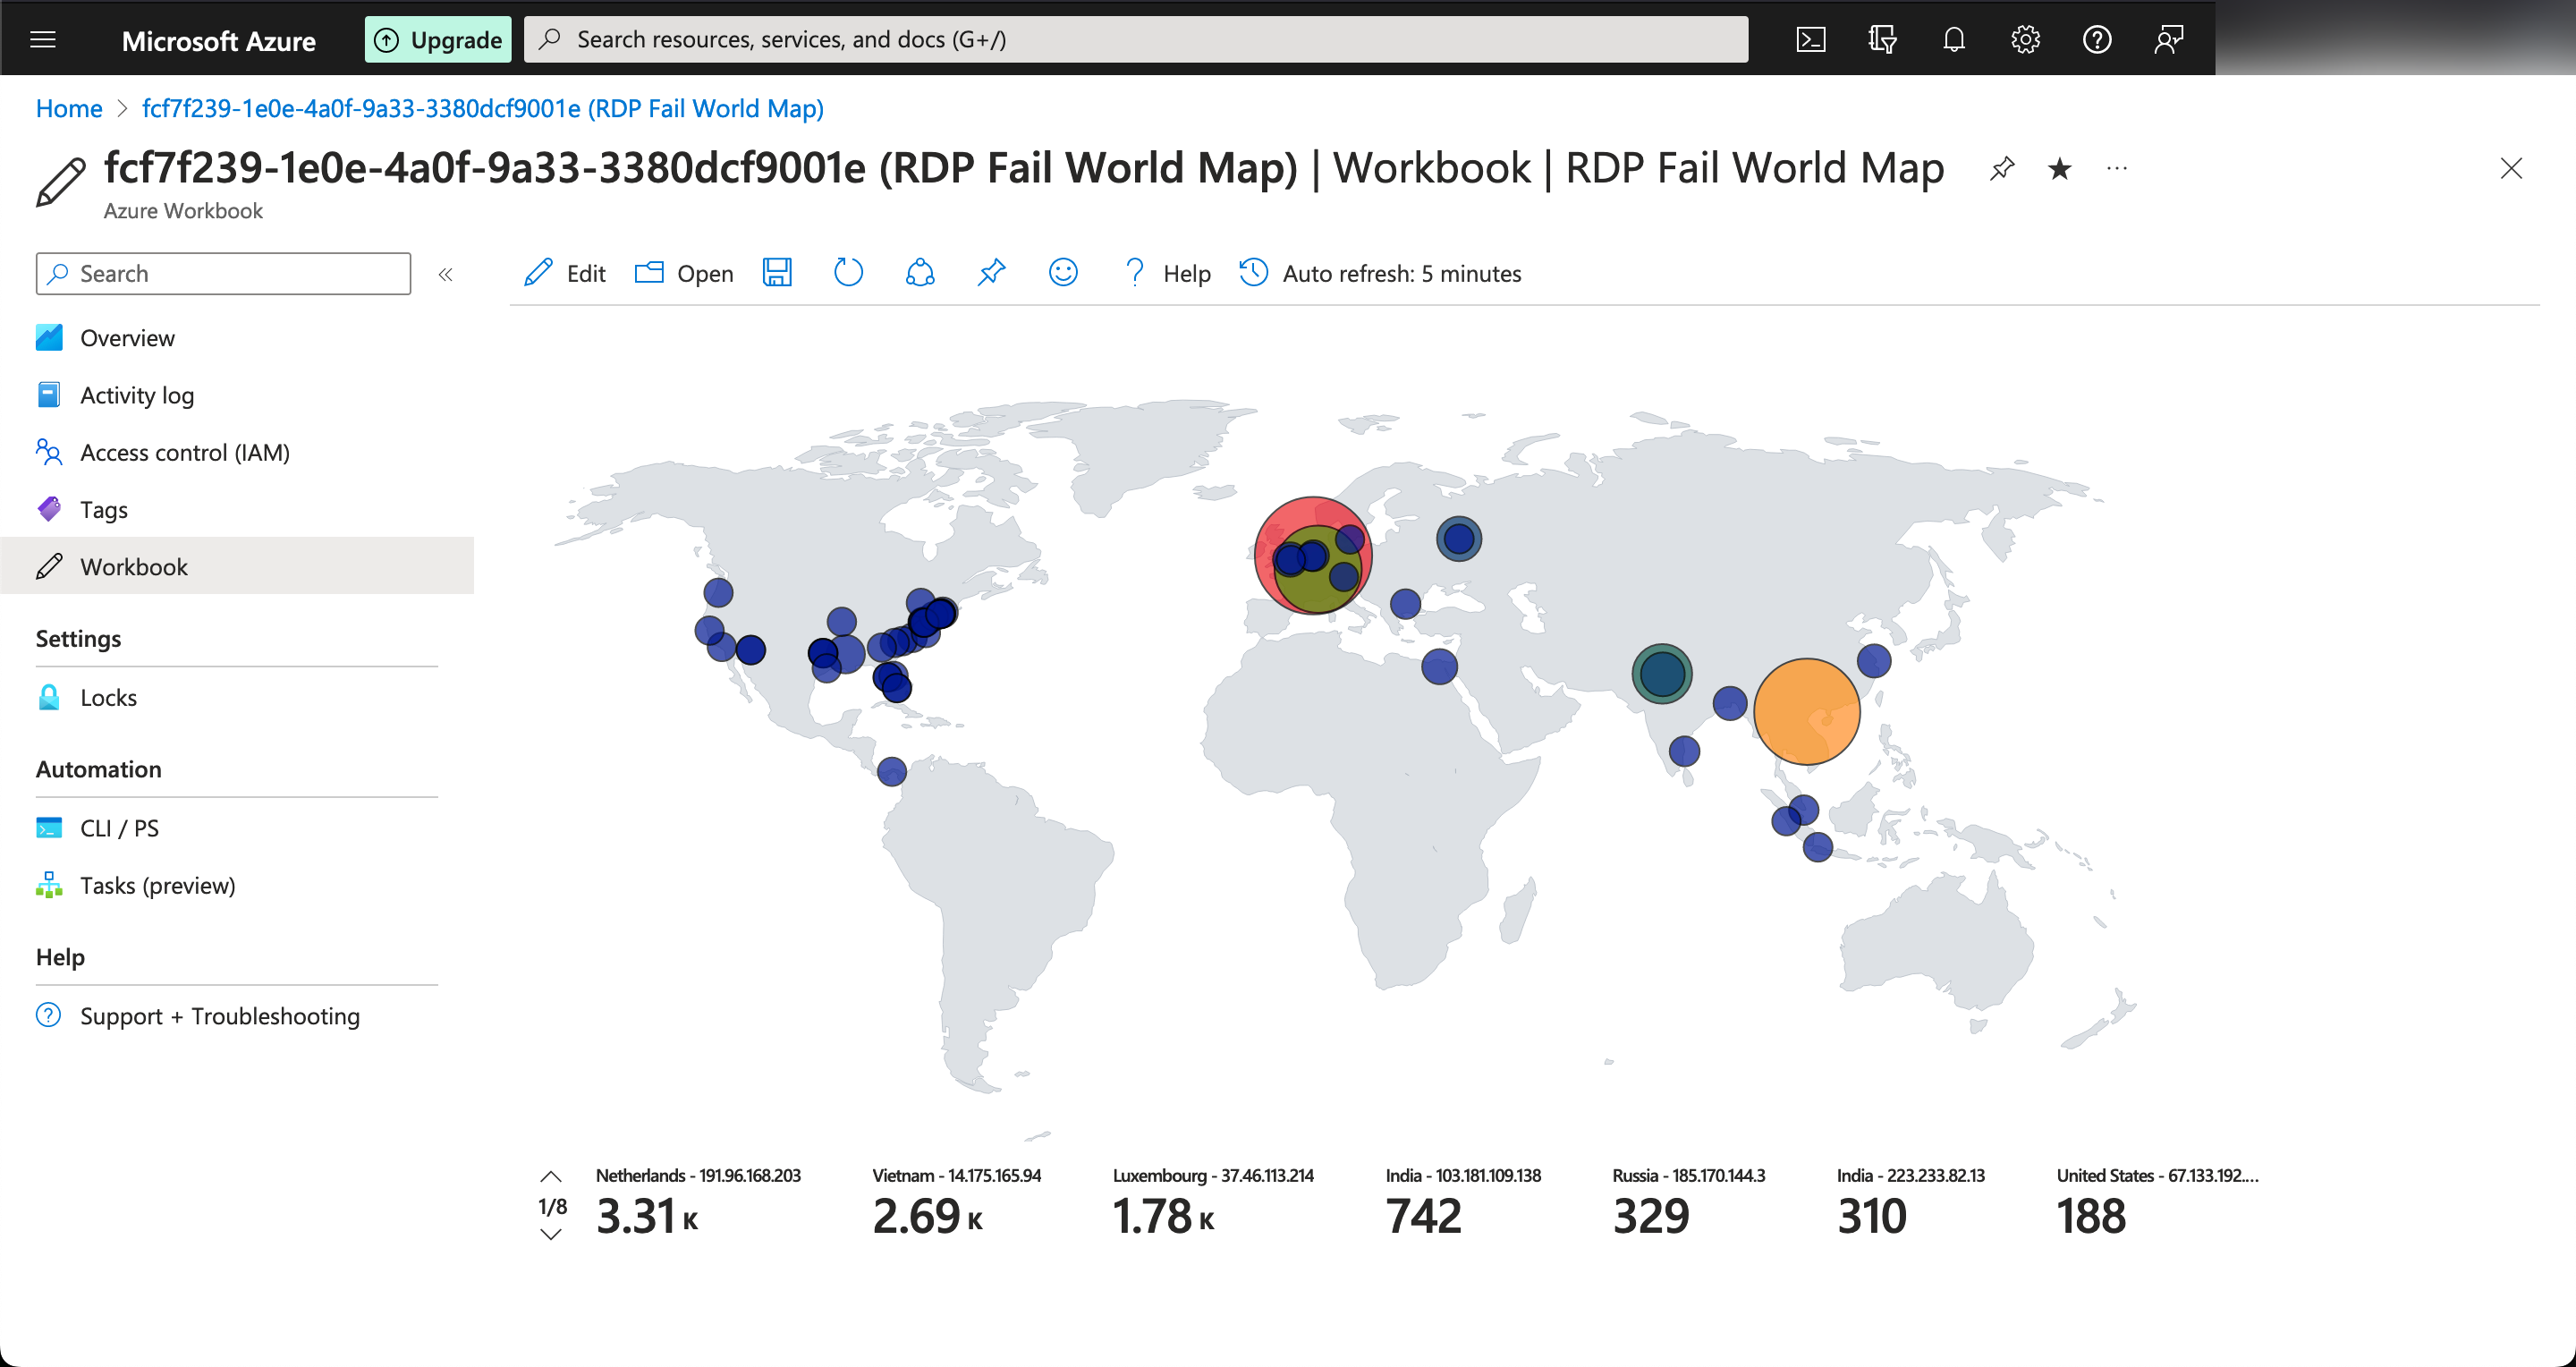 Microsoft Azure
Upgrade
Search resources, services, and docs (G+/)
Home > fcf7f239-1e0e-4a0f-9a33-3380dcf9001e (RDP Fail World Map)
fcf7f239-1e0e-4a0f-9a33-3380dcf9001e (RDP Fail World Map) | Workbook | RDP Fail World Map
Azure Workbook
Search
Edit
Open
Help
Auto refresh: 5 minutes
Overview
Activity log
Access control (IAM)
Tags
Workbook
Settings
Locks
Automation
CLI / PS
Tasks (preview)
Help
Support + Troubleshooting
1/8
Netherlands - 191.96.168.203
3.31 K
Vietnam - 14.175.165.94
2.69 K
Luxembourg - 37.46.113.214
1.78 K
India - 103.181.109.138
742
Russia - 185.170.144.3
329
India - 223.233.82.13
310
United States - 67.133.192....
188